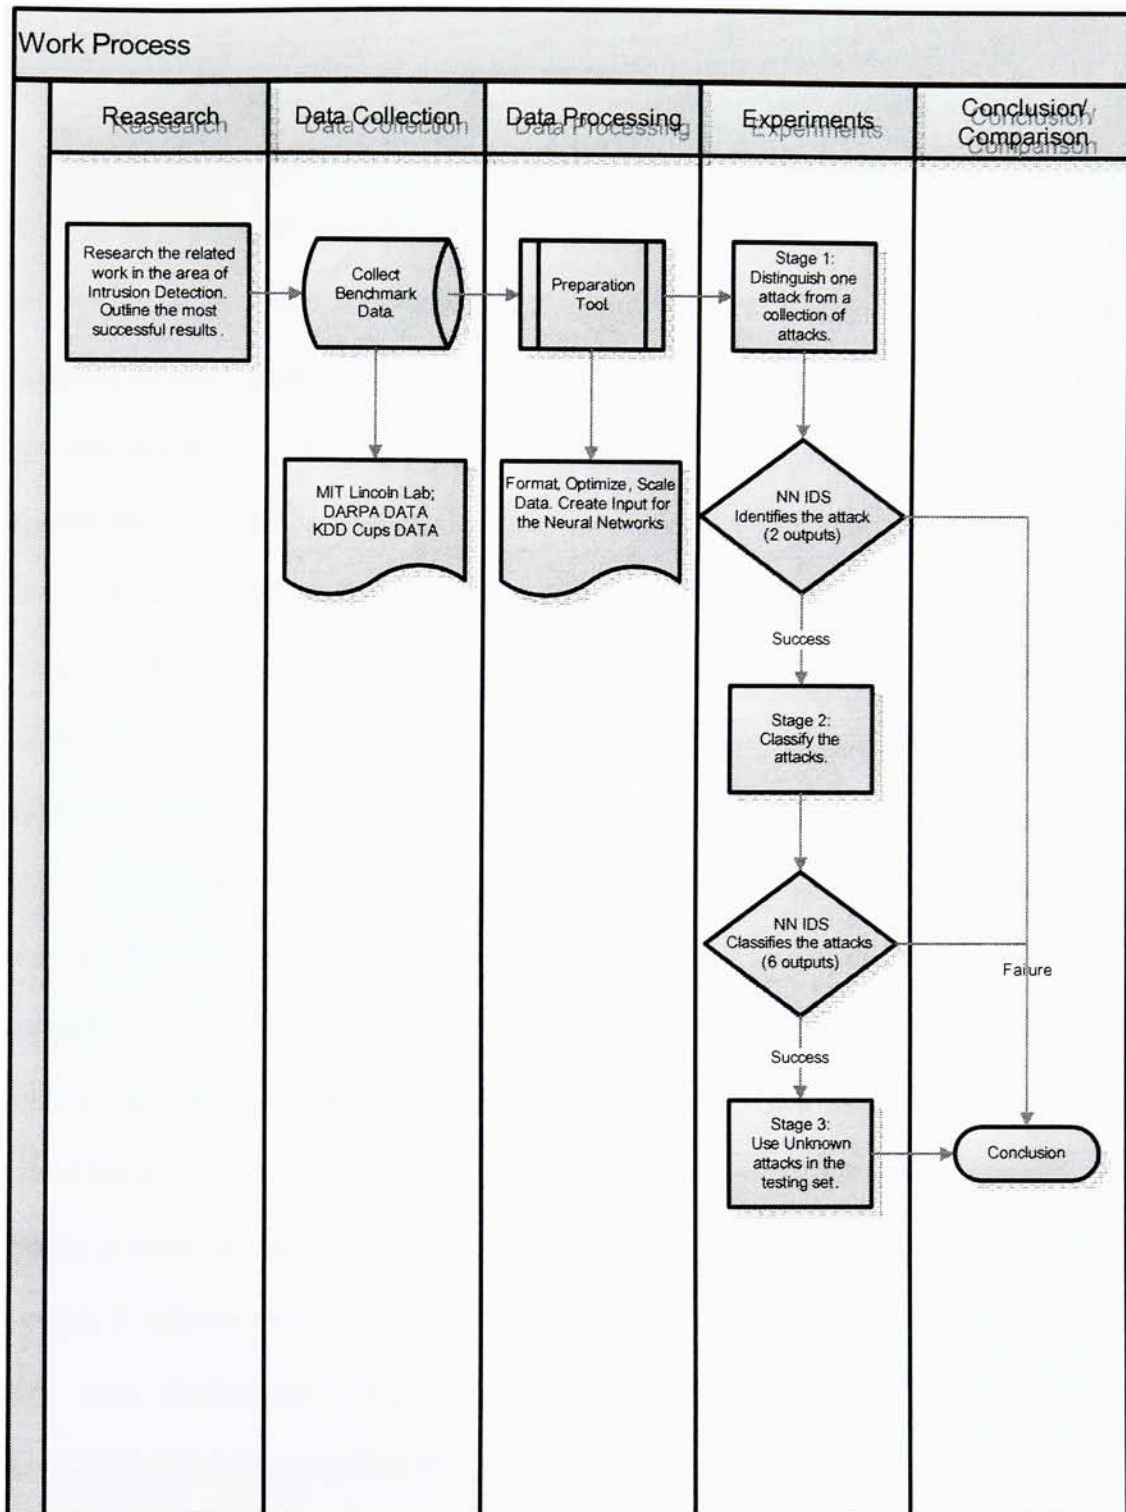 Work Process
Reasearch
Data Collection
Data Processing
Experiments
Conclusion/
Comparison
Research the related
work in the area of
Intrusion Detection.
Outline the most
successful results .
Collect
Benchmark
Data.
Preparation
Tool.
Stage 1:
Distinguish one
attack from a
collection of
attacks.
MIT Lincoln Lab;
DARPA DATA
KDD Cups DATA
Format, Optimize, Scale
Data. Create Input for
the Neural Networks
NN IDS
Identifies the attack
(2 outputs)
Success
Stage 2:
Classify the
attacks.
NN IDS
Classifies the attacks
(6 outputs)
Failure
Success
Stage 3:
Use Unknown
attacks in the
testing set.
Conclusion